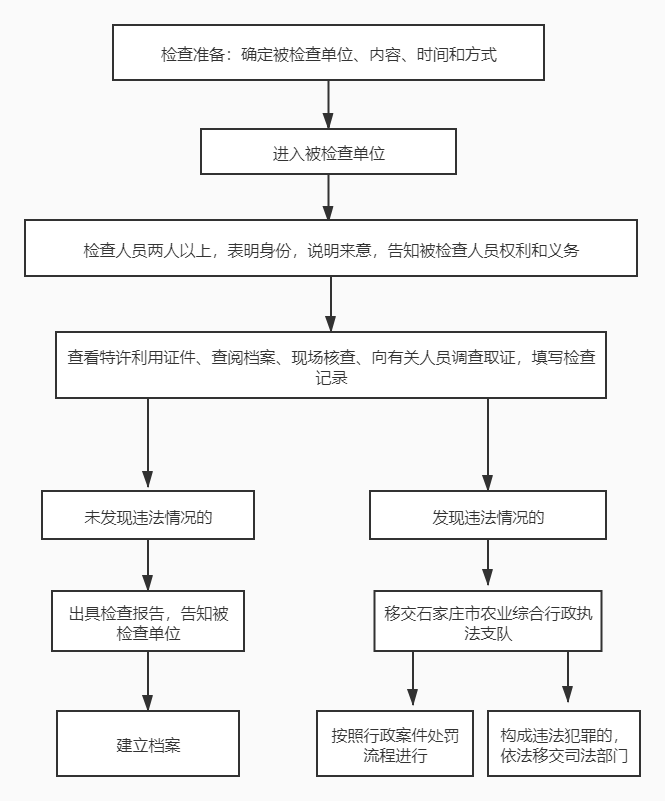 检查准备：确定被检查单位、内容、时间和方式
进入被检查单位
检查人员两人以上，表明身份，说明来意，告知被检查人员权利和义务
查看特许利用证件、查阅档案、现场核查、向有关人员调查取证，填写检查
记录
未发现违法情况的
发现违法情况的
出具检查报告，告知被
检查单位
移交石家庄市农业综合行政执
法支队
建立档案
按照行政案件处罚
流程进行
构成违法犯罪的，
依法移交司法部门